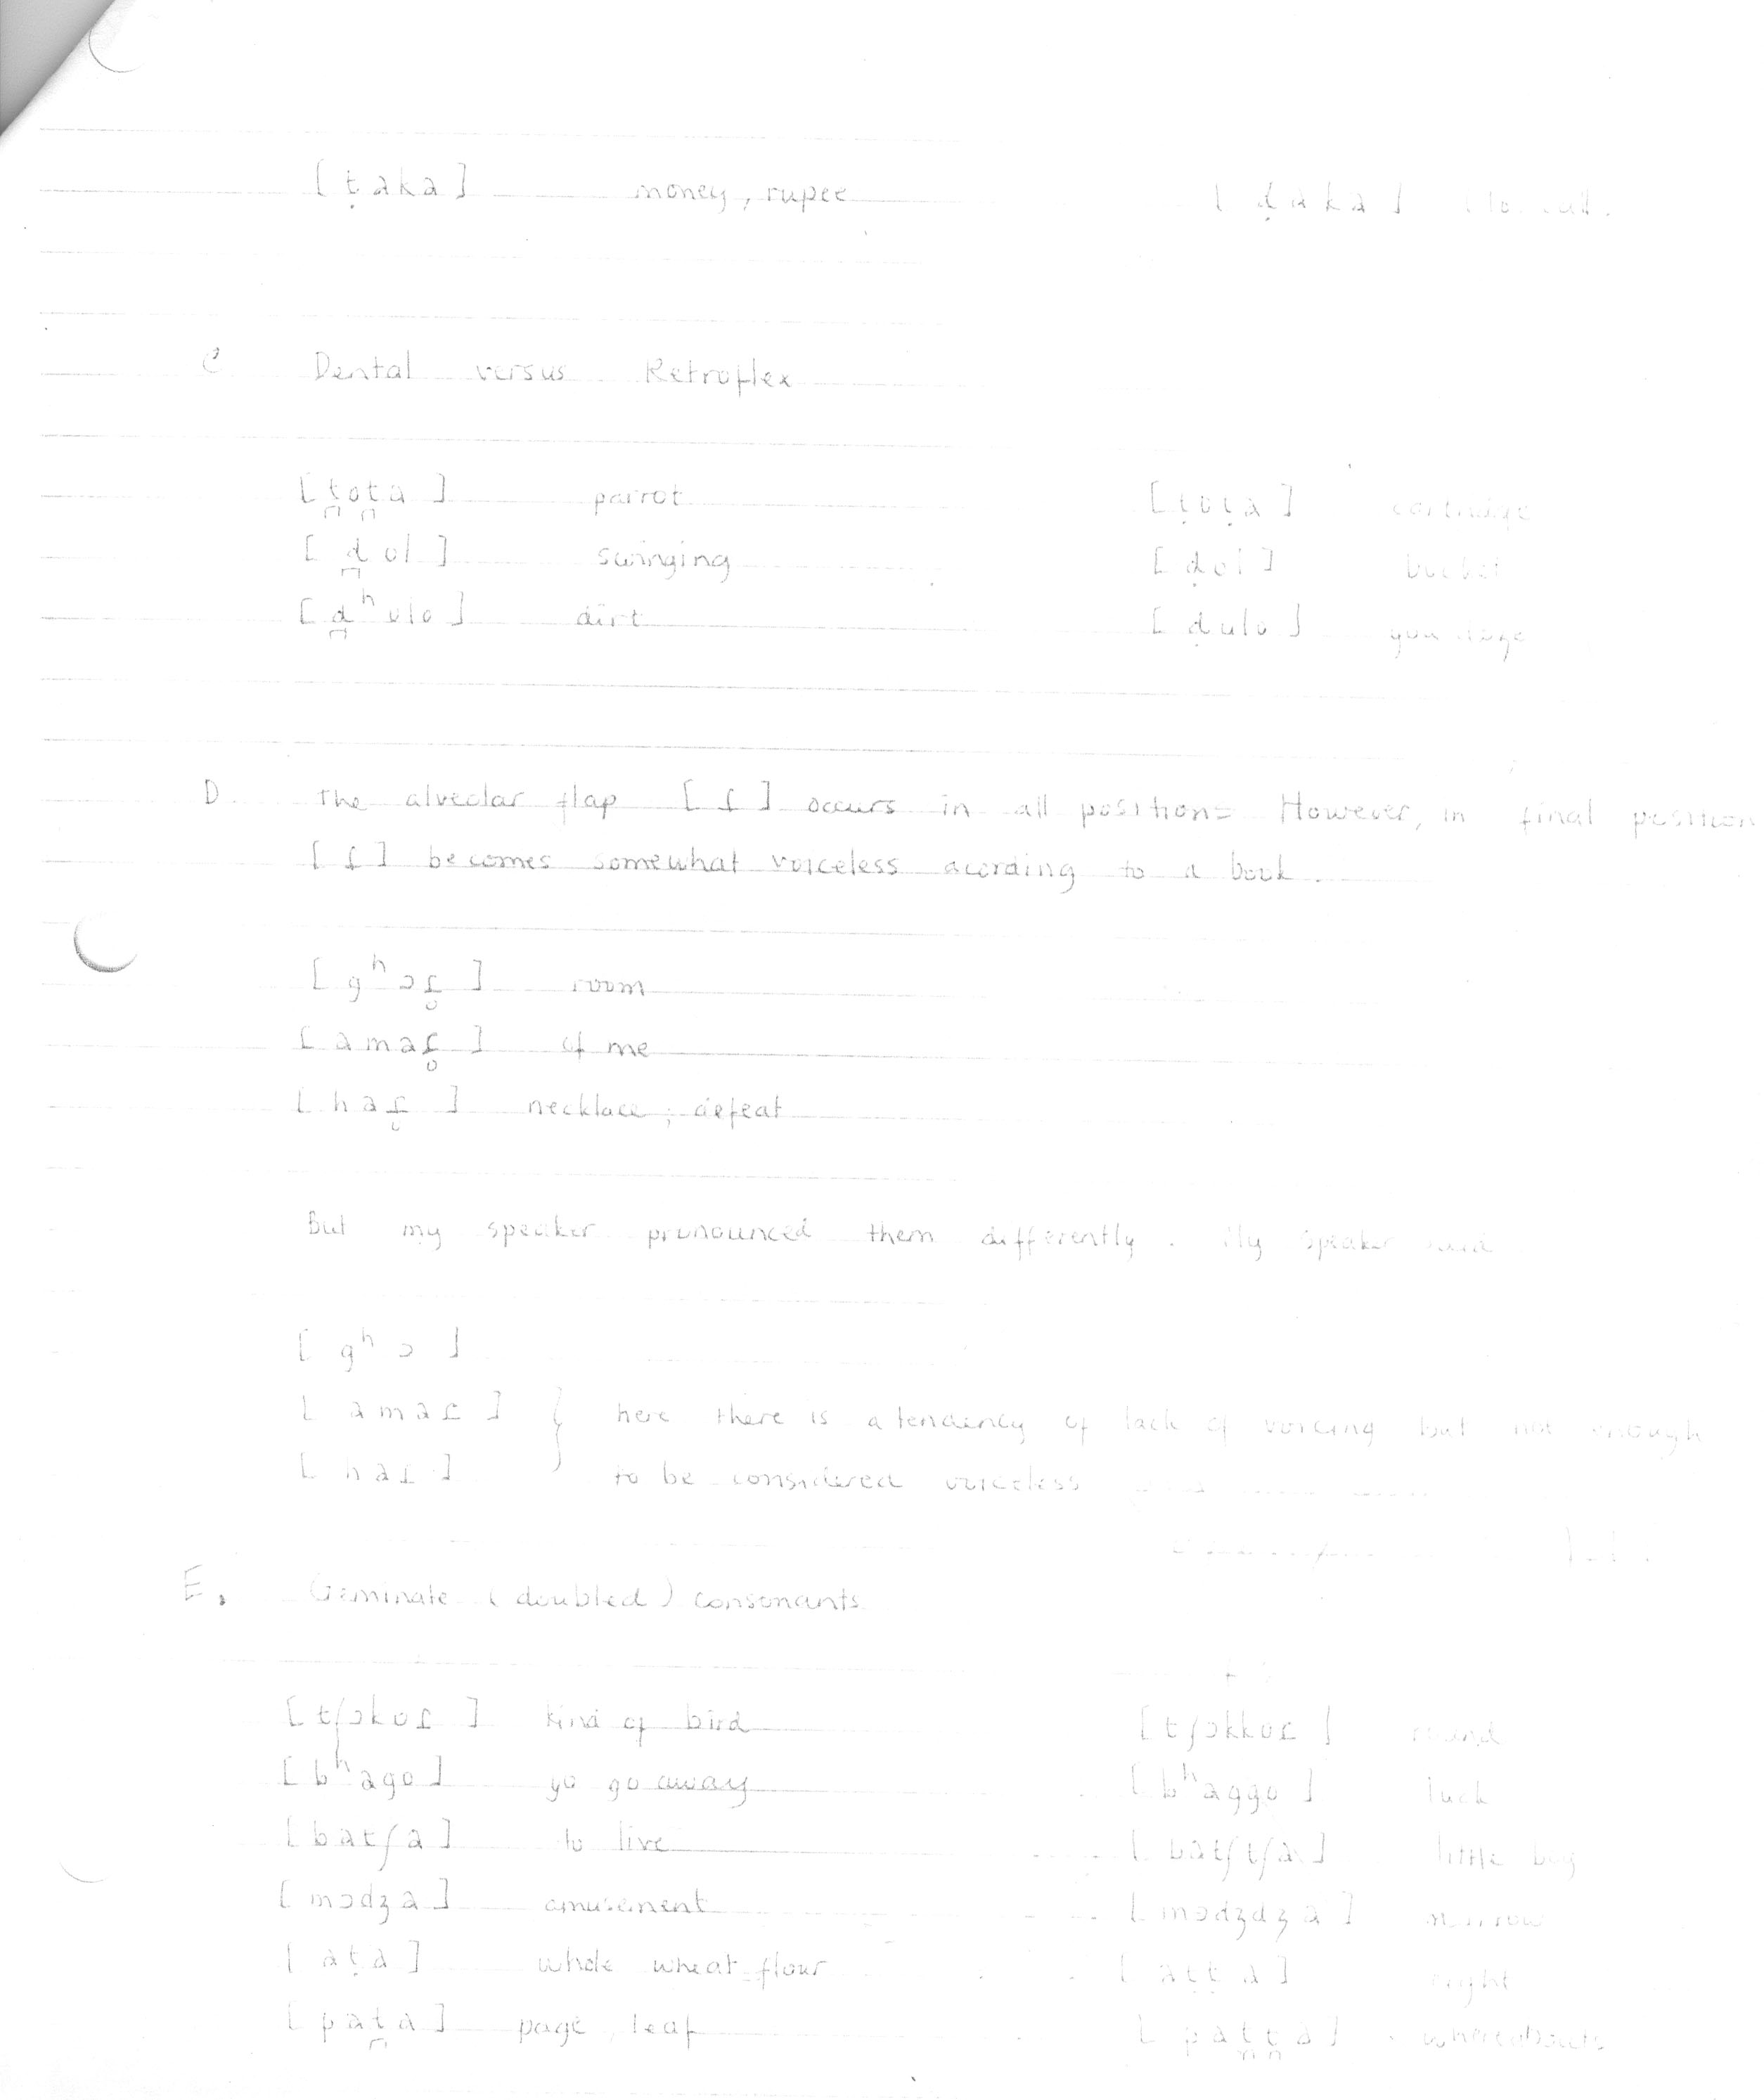 [ṭaka] money, rupee [ḍaka] to call.
C Dental versus Retroflex
[t̪ot̪a] parrot [ṭoṭa] cartridge
[d̪ol] swinging [ḍol] bucket
[d̪ʰulo] dirt [ḍulo] you doze
D. The alveolar flap [ɾ] occurs in all positions However, in final position
[ɾ] becomes somewhat voiceless acording to a book.
[gʰɔɾ̥] room
[amaɾ̥] of me
[haɾ̥] necklace, defeat
But my speaker pronounced them differently. My speaker said
[gʰɔ]
[amaɾ] } here there is a tendency of lack of voicing but not enough
[haɾ] to be considered voiceless
E. Geminate (doubled) consonants
[tʃɔkoɾ] kind of bird [tʃɔkkoɾ] round
[bʰago] yo go away [bʰaggo] luck
[batʃa] to live [batʃtʃa] little boy
[mɔdʒa] amusement [mɔdʒdʒa] marrow
[aṭa] whole wheat flour [aṭṭa] eight
[pat̪a] page, leaf [pat̪t̪a] whereabouts